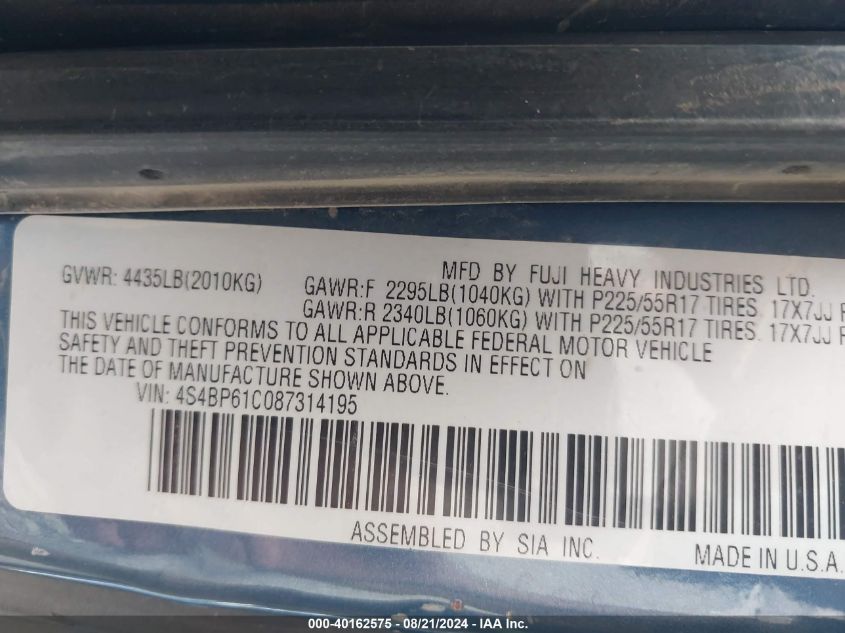 MFD BY FUJI HEAVY INDUSTRIES LTD.
GVWR: 4435LB(2010KG)
GAWR:F 2295LB(1040KG) WITH P225/55R17 TIRES. 17X7JJ
GAWR:R 2340LB(1060KG) WITH P225/55R17 TIRES. 17X7JJ
THIS VEHICLE CONFORMS TO ALL APPLICABLE FEDERAL MOTOR VEHICLE
SAFETY AND THEFT PREVENTION STANDARDS IN EFFECT ON
THE DATE OF MANUFACTURE SHOWN ABOVE.
VIN: 4S4BP61C087314195
ASSEMBLED BY SIA INC.
MADE IN U.S.A.
000-40162575 - 08/21/2024 - IAAI.COM